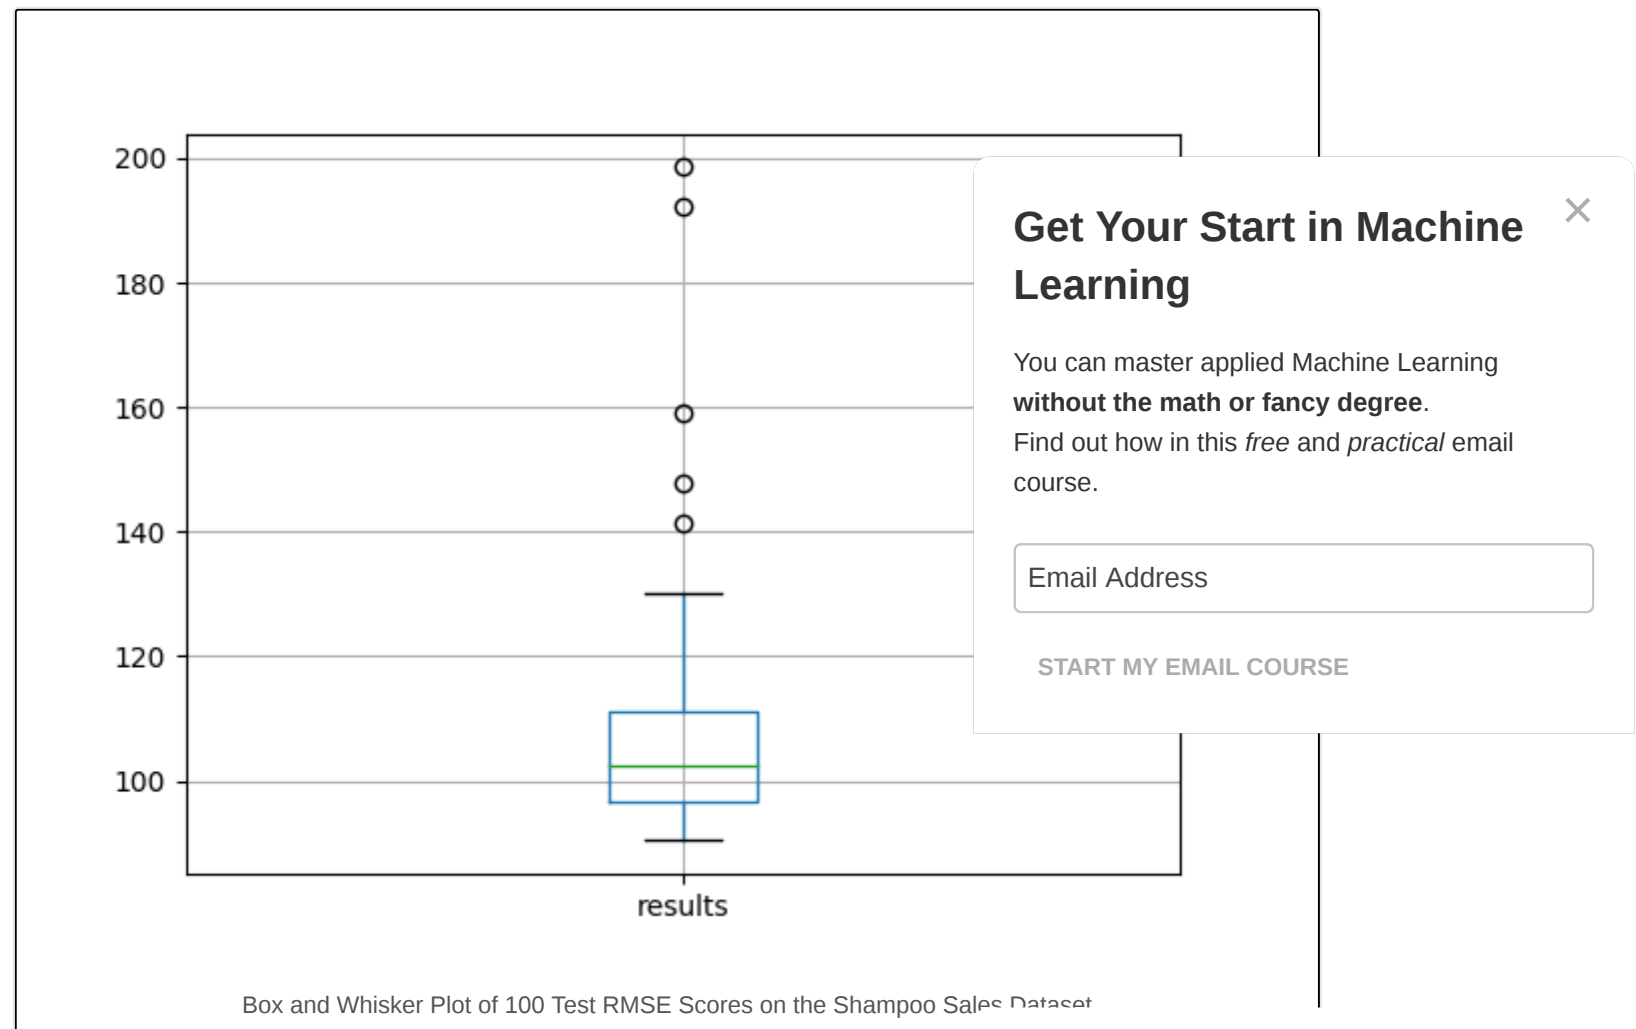 200
180
160
140
120
100
results
Get Your Start in Machine
Learning
You can master applied Machine Learning
without the math or fancy degree.
Find out how in this free and practical email
course.
Email Address
START MY EMAIL COURSE
Box and Whisker Plot of 100 Test RMSE Scores on the Shampoo Sales Dataset